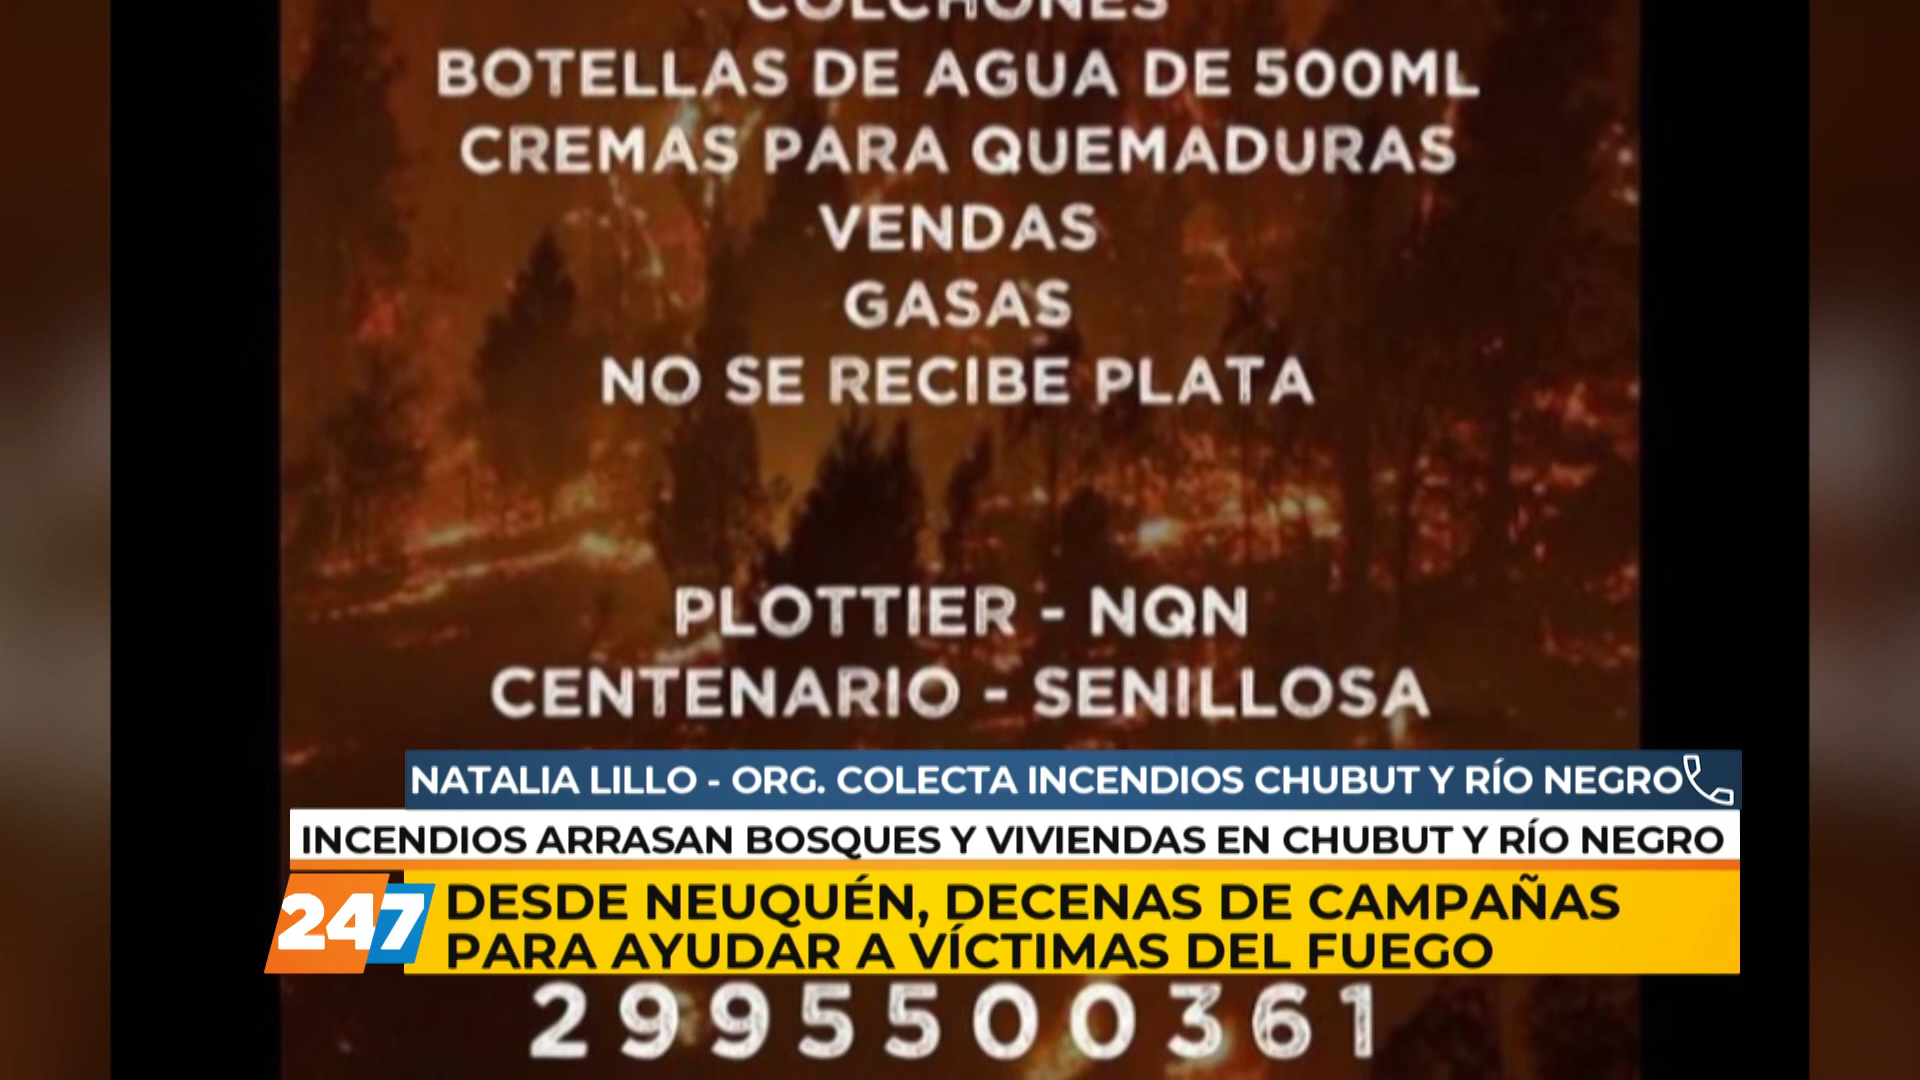 COLCHONES
BOTELLAS DE AGUA DE 500ML
CREMAS PARA QUEMADURAS
VENDAS
GASAS
NO SE RECIBE PLATA
PLOTTIER - NQN
CENTENARIO - SENILLOSA
NATALIA LILLO - ORG. COLECTA INCENDIOS CHUBUT Y RÍO NEGRO
INCENDIOS ARRASAN BOSQUES Y VIVIENDAS EN CHUBUT Y RÍO NEGRO
247
DESDE NEUQUÉN, DECENAS DE CAMPAÑAS
PARA AYUDAR A VÍCTIMAS DEL FUEGO
2995500361